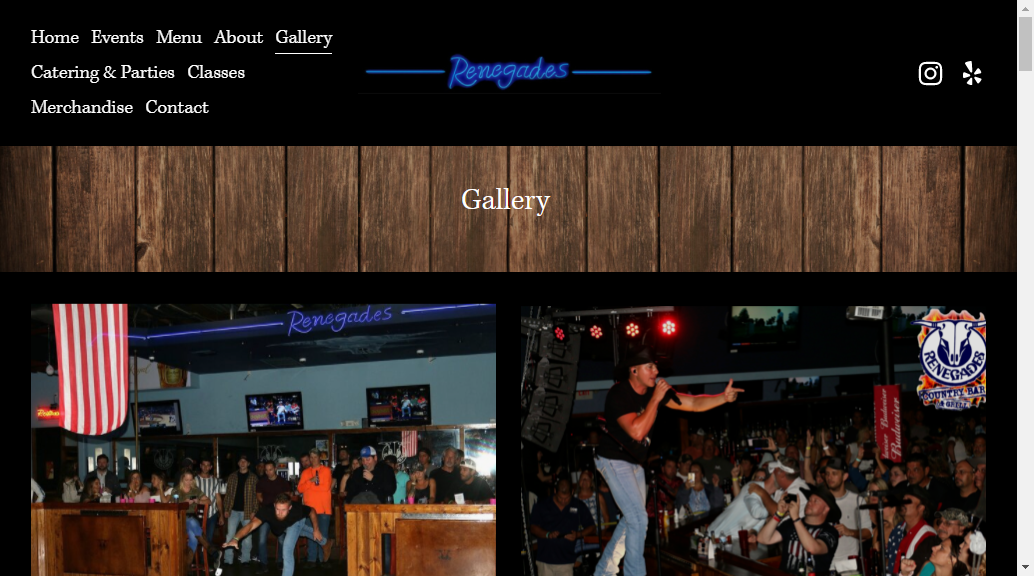 Home Events Menu About Gallery
Catering & Parties Classes
Merchandise Contact
Renegades
Gallery
Renegades
RENEGADES
COUNTRY BAR
& GRILL
Budweiser